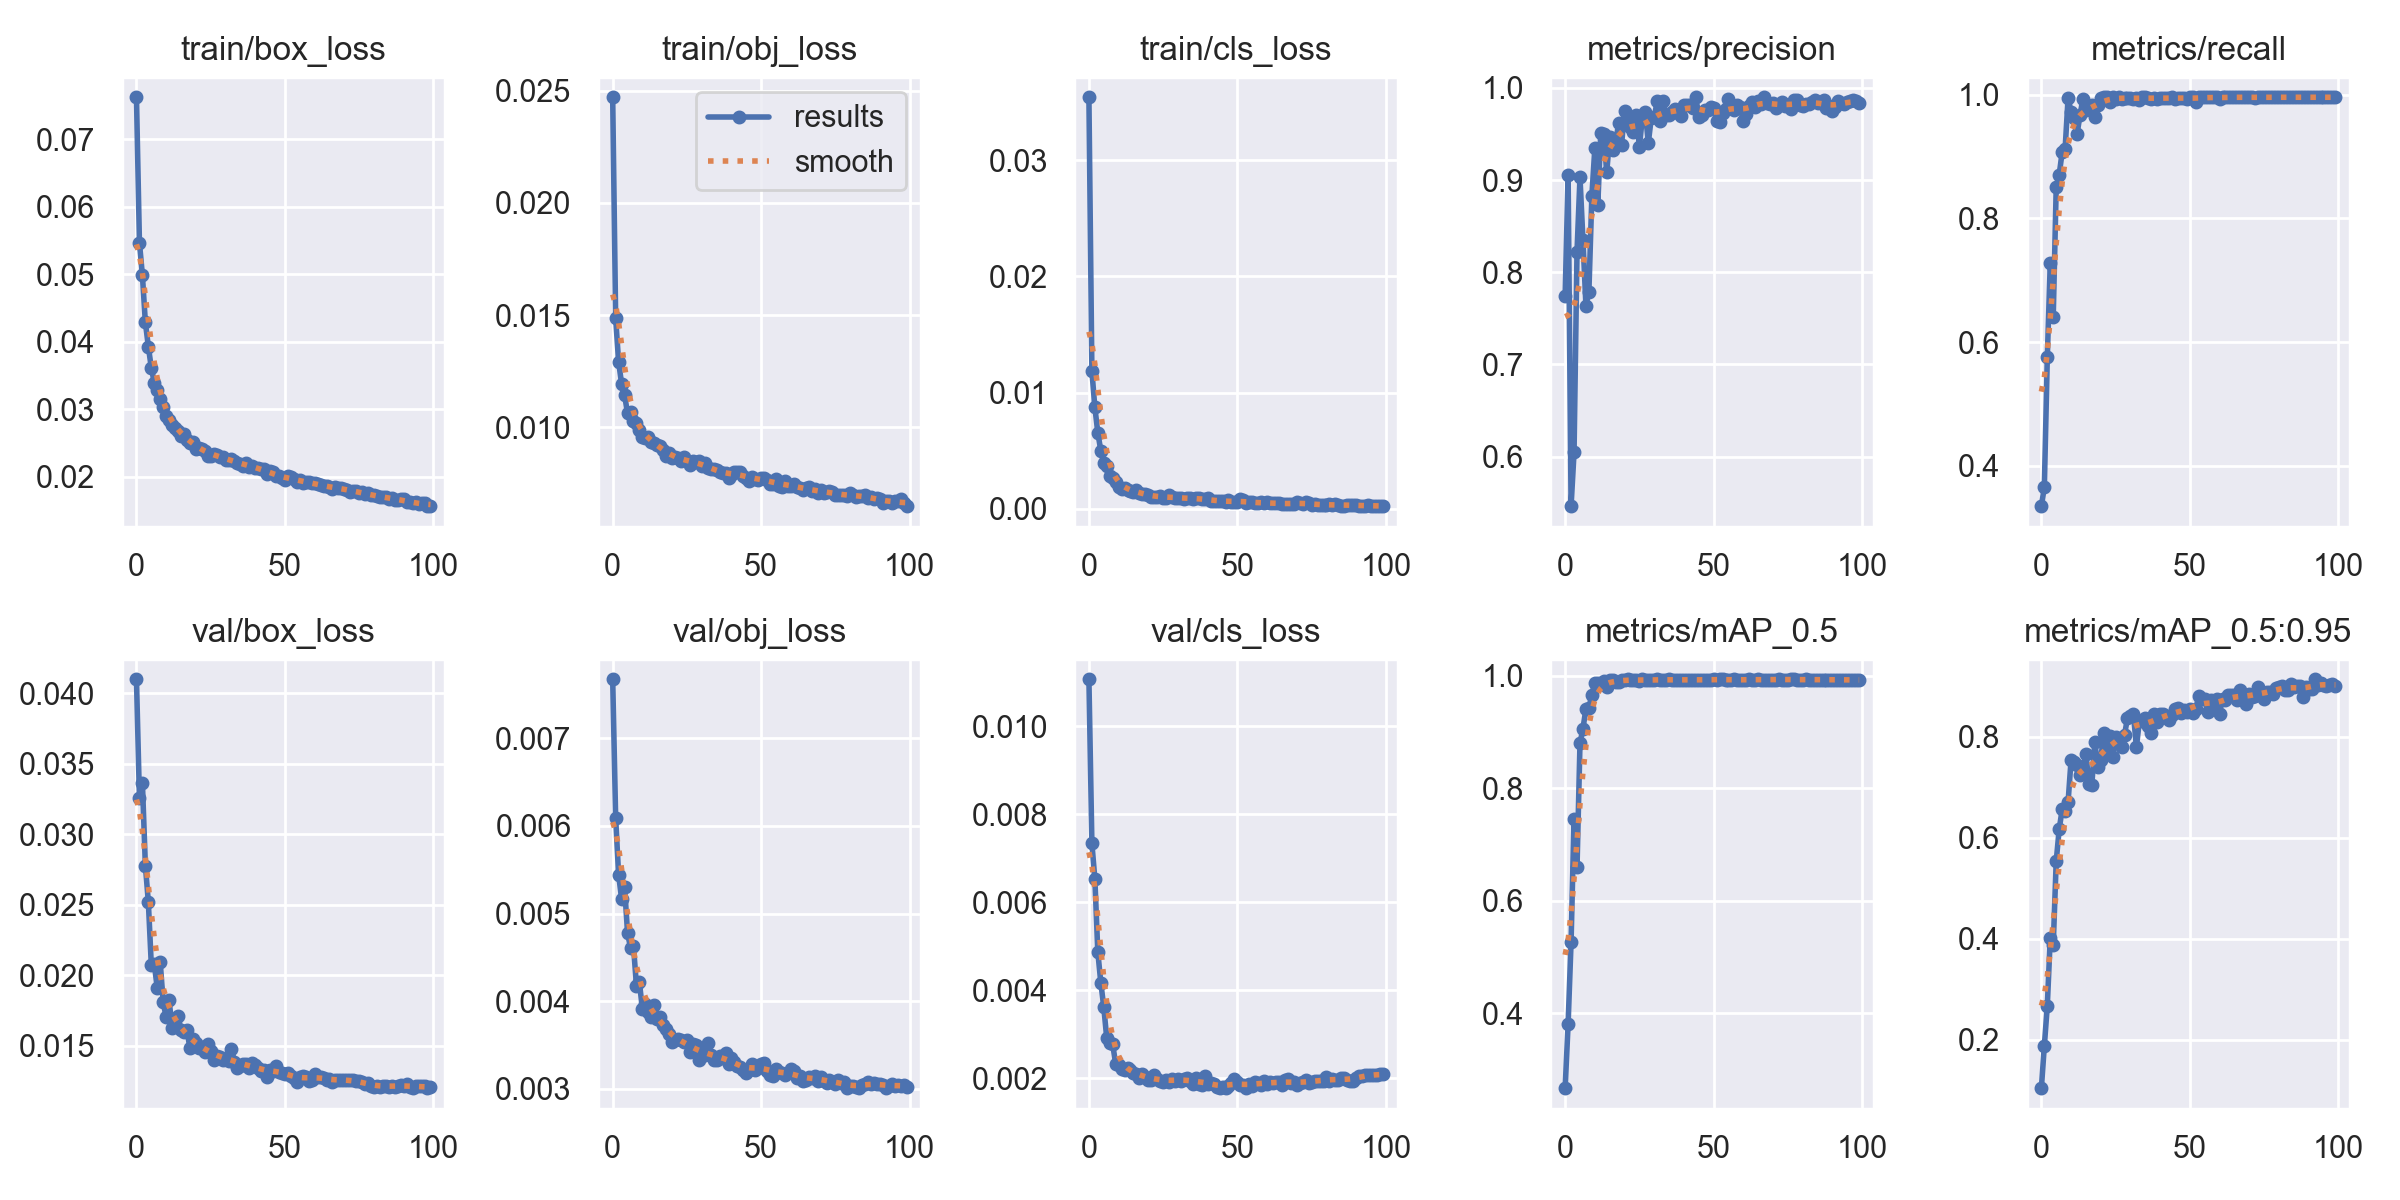 train/box_loss
0.07
0.06
0.05
0.04
0.03
0.02
0 50 100
train/obj_loss
results
smooth
0.025
0.020
0.015
0.010
0 50 100
train/cls_loss
0.03
0.02
0.01
0.00
0 50 100
metrics/precision
1.0
0.9
0.8
0.7
0.6
0 50 100
metrics/recall
1.0
0.8
0.6
0.4
0 50 100
val/box_loss
0.040
0.035
0.030
0.025
0.020
0.015
0 50 100
val/obj_loss
0.007
0.006
0.005
0.004
0.003
0 50 100
val/cls_loss
0.010
0.008
0.006
0.004
0.002
0 50 100
metrics/mAP_0.5
1.0
0.8
0.6
0.4
0 50 100
metrics/mAP_0.5:0.95
0.8
0.6
0.4
0.2
0 50 100